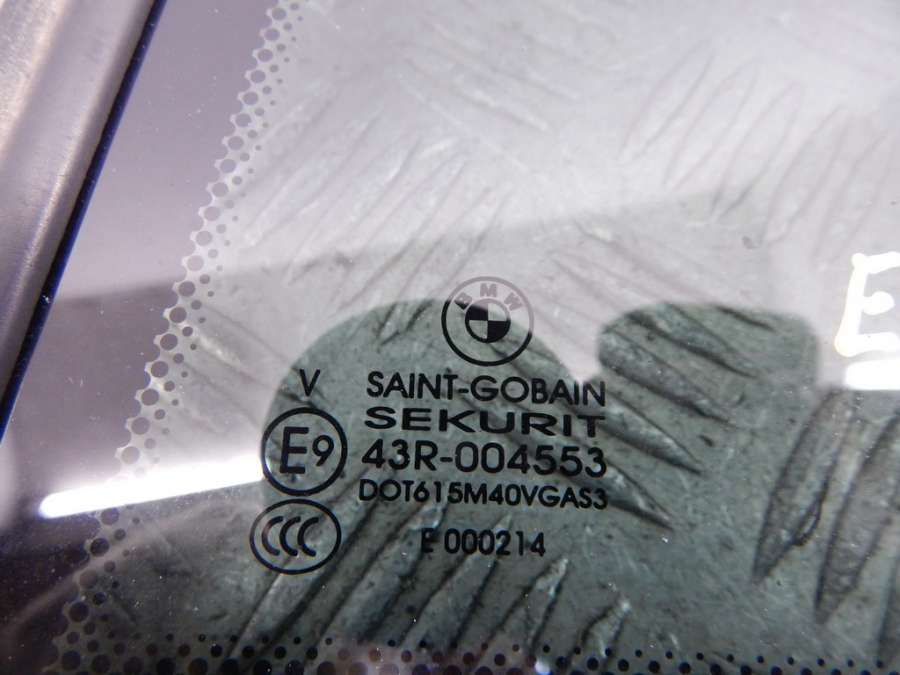 BMW
V
SAINT-GOBAIN
SEKURIT
E9
43R-004553
DOT615M40VGAS3
CCC
E 000214
E